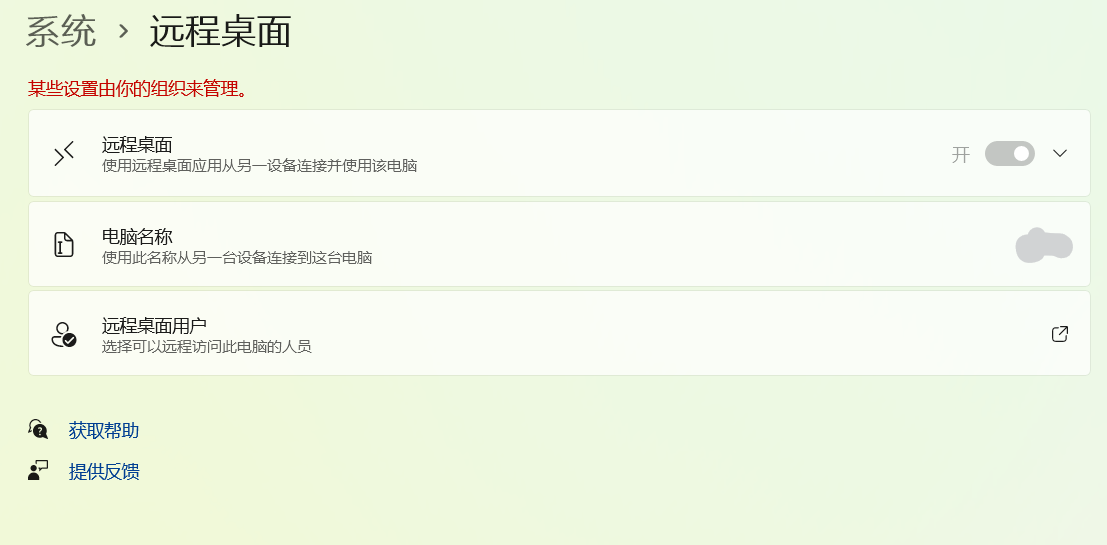 系统 › 远程桌面
某些设置由你的组织来管理。
远程桌面
使用远程桌面应用从另一设备连接并使用该电脑
开
电脑名称
使用此名称从另一台设备连接到这台电脑
远程桌面用户
选择可以远程访问此电脑的人员
获取帮助
提供反馈